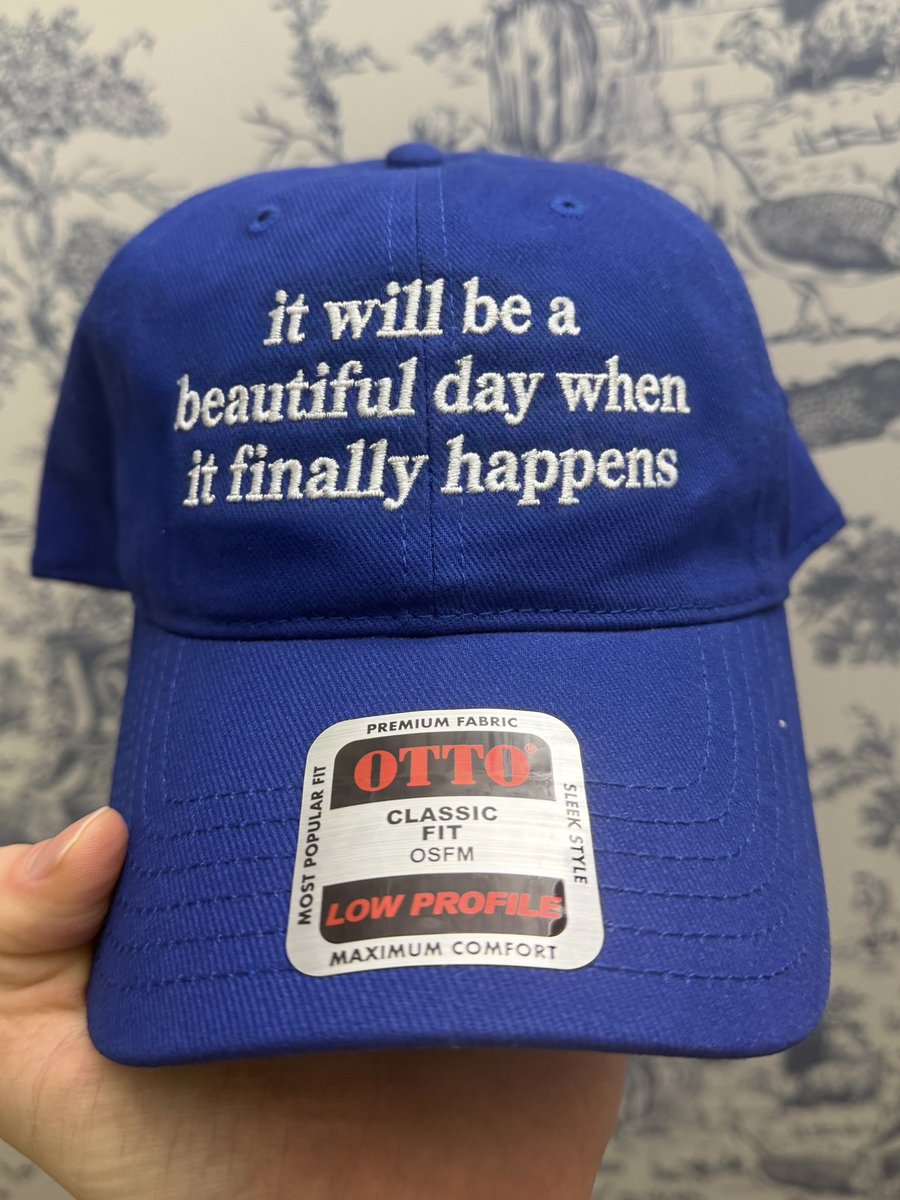 it will be a
beautiful day when
it finally happens
PREMIUM FABRIC
OTTO®
CLASSIC
FIT
OSFM
LOW PROFILE
MAXIMUM COMFORT
MOST POPULAR FIT
SLEEK STYLE